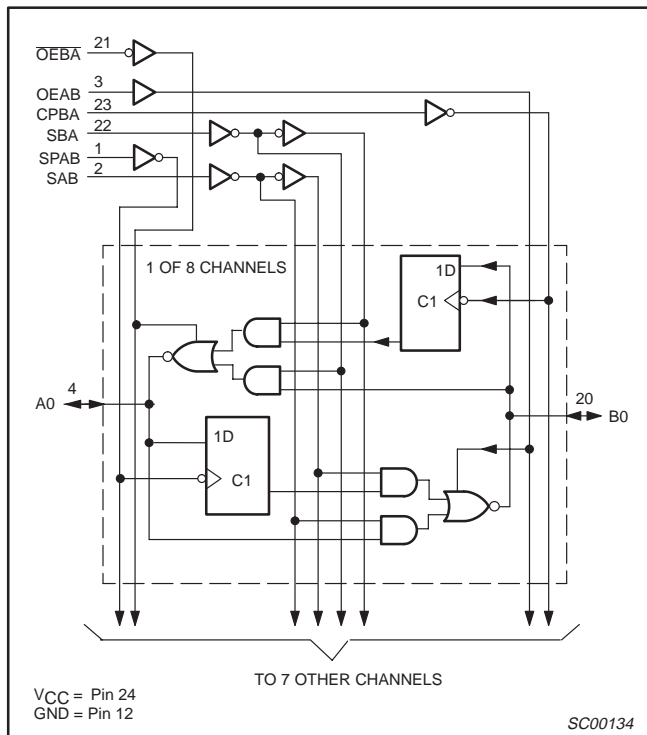 OEBA 21
OEAB 3
CPBA 23
SBA 22
SPAB 1
SAB 2
1 OF 8 CHANNELS
1D
C1
A0 4
20 B0
1D
C1
TO 7 OTHER CHANNELS
VCC = Pin 24
GND = Pin 12
SC00134